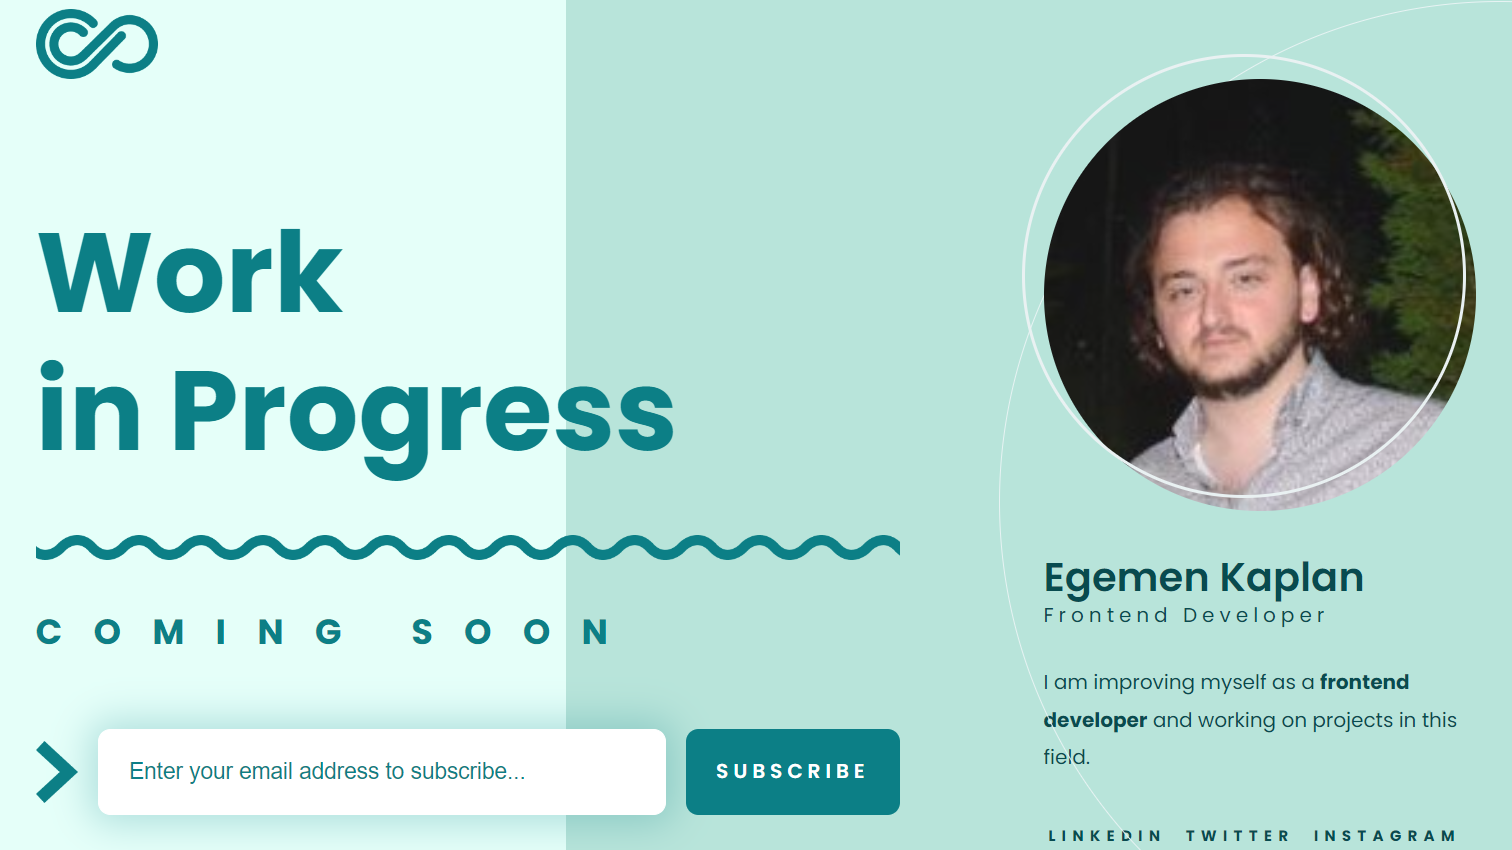 Work
in Progress
COMING SOON
Enter your email address to subscribe...
SUBSCRIBE
Egemen Kaplan
Frontend Developer
I am improving myself as a frontend
developer and working on projects in this
field.
LINKEDIN TWITTER INSTAGRAM